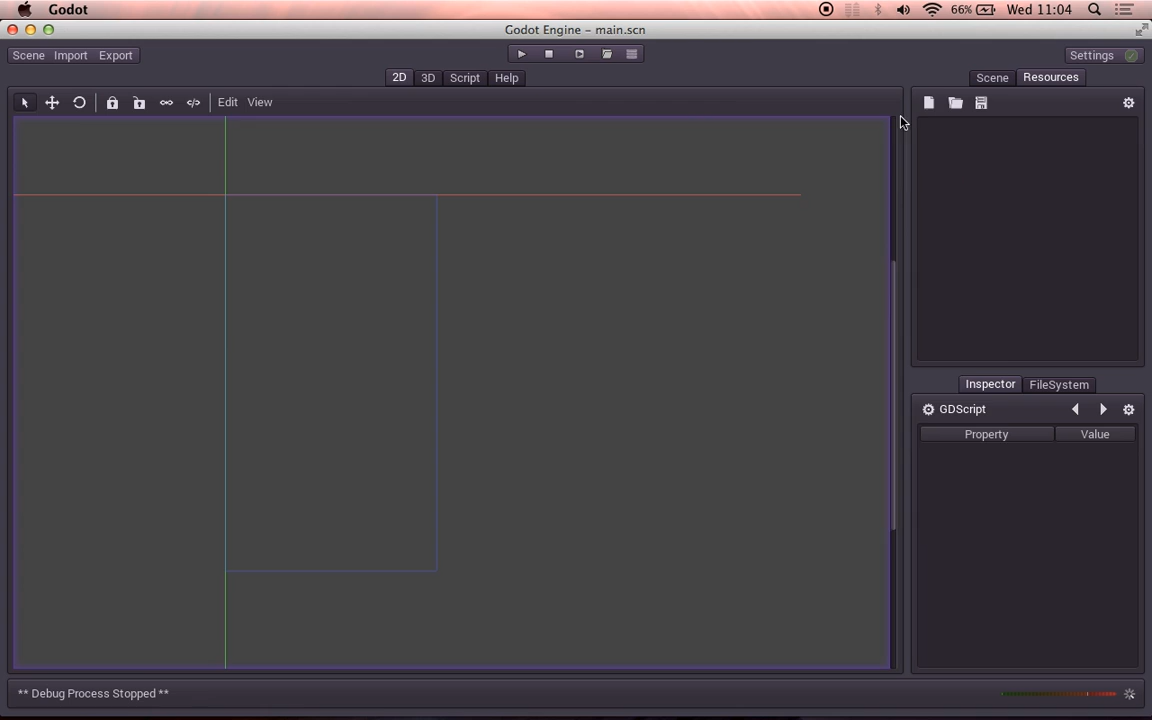 Godot 66% Wed 11:04
Godot Engine – main.scn
Scene Import Export Settings
2D 3D Script Help Scene Resources
Edit View
Inspector FileSystem
GDScript
Property Value
** Debug Process Stopped **